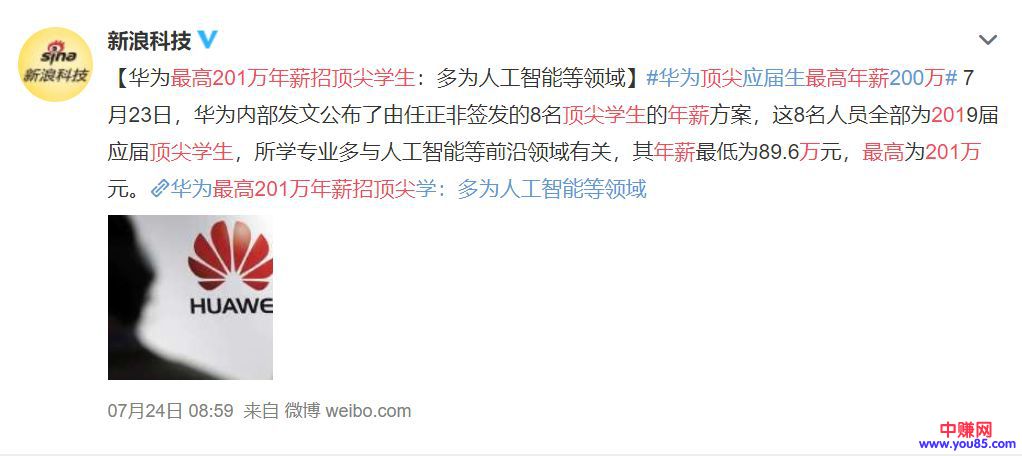 sina
新浪科技
新浪科技
【华为最高201万年薪招顶尖学生：多为人工智能等领域】#华为顶尖应届生最高年薪200万# 7
月23日，华为内部发文公布了由任正非签发的8名顶尖学生的年薪方案，这8名人员全部为2019届
应届顶尖学生，所学专业多与人工智能等前沿领域有关，其年薪最低为89.6万元，最高为201万
元。华为最高201万年薪招顶尖学：多为人工智能等领域
HUAWE
07月24日 08:59 来自 微博 weibo.com
中赚网
www.you85.com